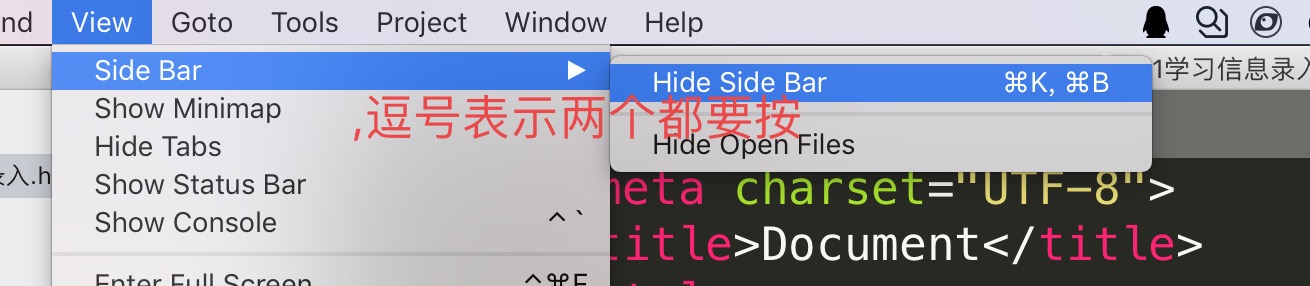 nd View Goto Tools Project Window Help
1学习信息录入
Side Bar
Hide Side Bar ⌘K, ⌘B
Show Minimap
,逗号表示两个都要按
Hide Tabs
Hide Open Files
录入.h
Show Status Bar
meta charset="UTF-8">
Show Console ^ `
title>Document</title>
Enter Full Screen ^⌘F